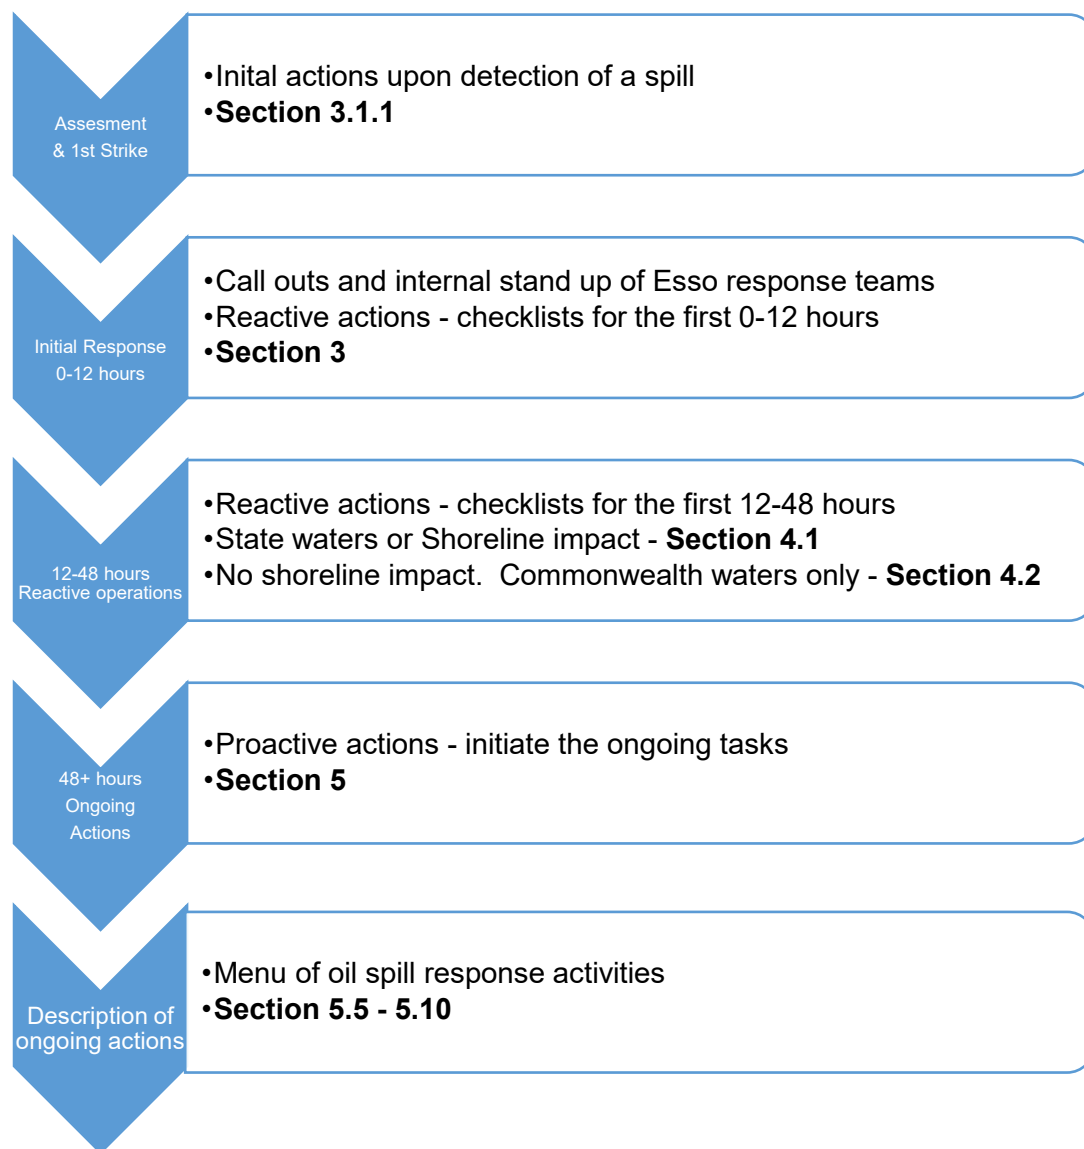 Assesment
& 1st Strike
•Inital actions upon detection of a spill
•Section 3.1.1
Initial Response
0-12 hours
•Call outs and internal stand up of Esso response teams
•Reactive actions - checklists for the first 0-12 hours
•Section 3
12-48 hours
Reactive operations
•Reactive actions - checklists for the first 12-48 hours
•State waters or Shoreline impact - Section 4.1
•No shoreline impact.  Commonwealth waters only - Section 4.2
48+ hours
Ongoing
Actions
•Proactive actions - initiate the ongoing tasks
•Section 5
Description of
ongoing actions
•Menu of oil spill response activities
•Section 5.5 - 5.10